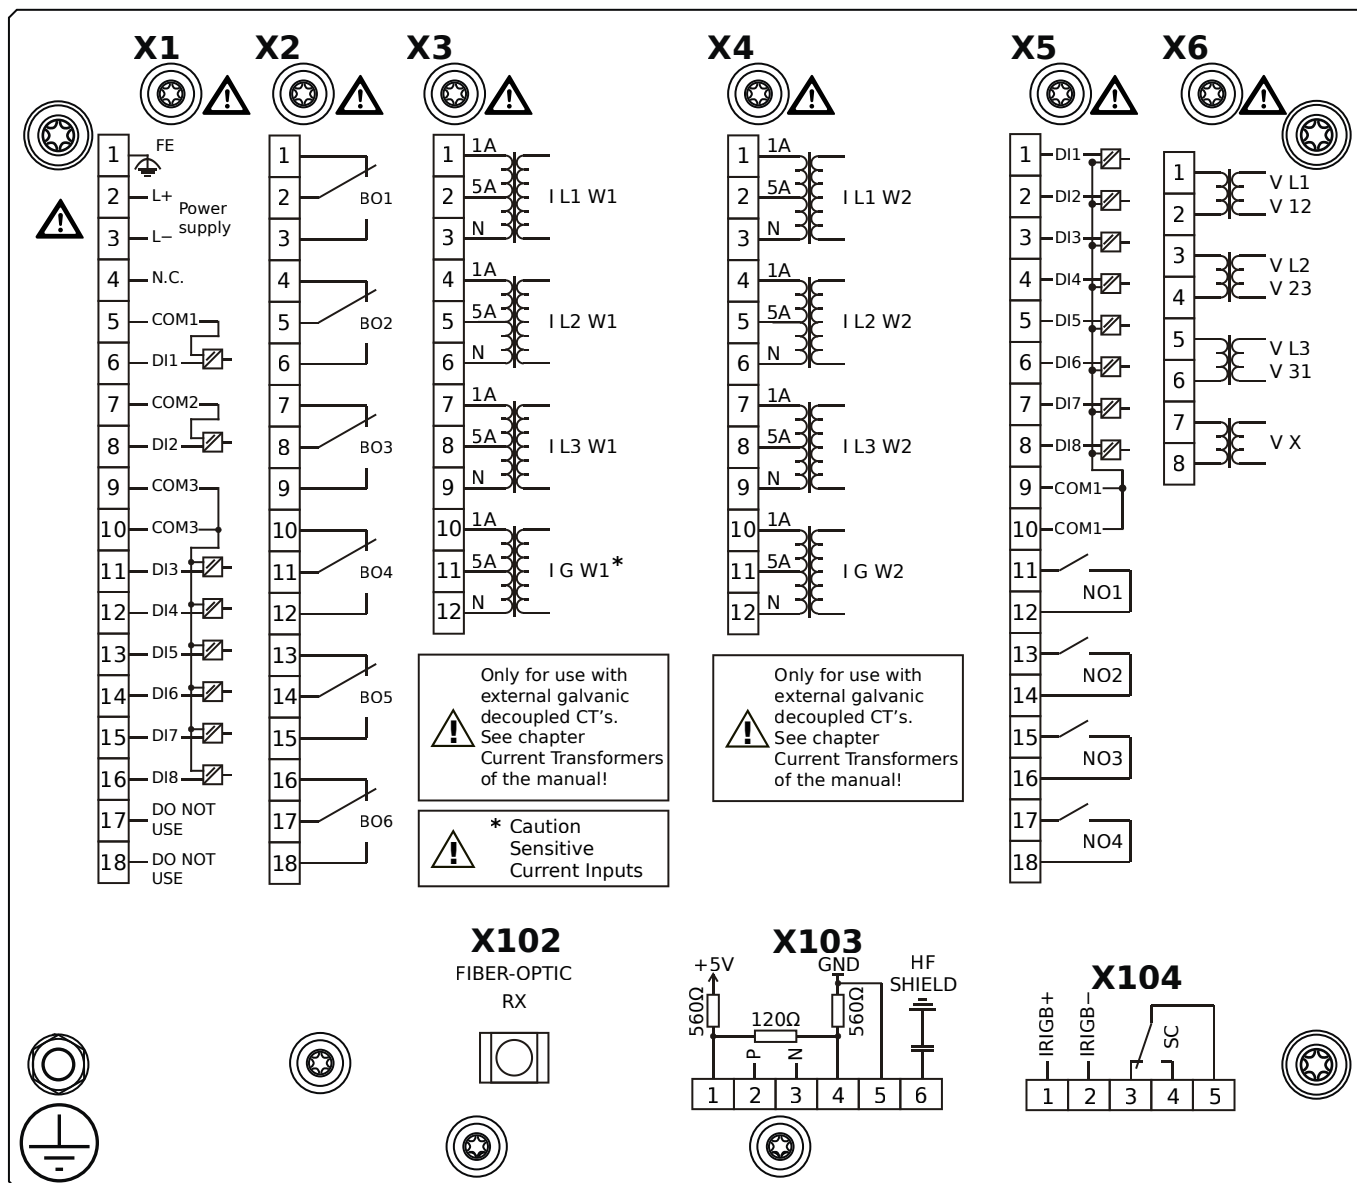 X1
X2
X3
X4
X5
X6
1
FE
2
L+
Power
supply
3
L−
4
N.C.
5
COM1
6
DI1
7
COM2
8
DI2
9
COM3
10
COM3
11
DI3
12
DI4
13
DI5
14
DI6
15
DI7
16
DI8
17
DO NOT
USE
18
DO NOT
USE
1
2
BO1
3
4
5
BO2
6
7
8
BO3
9
10
11
BO4
12
13
14
BO5
15
16
17
BO6
18
1
1A
2
5A
I L1 W1
3
N
4
1A
5
5A
I L2 W1
6
N
7
1A
8
5A
I L3 W1
9
N
10
1A
11
5A
I G W1*
12
N
Only for use with
external galvanic
decoupled CT's.
See chapter
Current Transformers
of the manual!
* Caution
Sensitive
Current Inputs
1
1A
2
5A
I L1 W2
3
N
4
1A
5
5A
I L2 W2
6
N
7
1A
8
5A
I L3 W2
9
N
10
1A
11
5A
I G W2
12
N
Only for use with
external galvanic
decoupled CT's.
See chapter
Current Transformers
of the manual!
1
DI1
2
DI2
3
DI3
4
DI4
5
DI5
6
DI6
7
DI7
8
DI8
9
COM1
10
COM1
11
NO1
12
13
NO2
14
15
NO3
16
17
NO4
18
1
V L1
2
V 12
3
V L2
4
V 23
5
V L3
6
V 31
7
V X
8
X102
FIBER-OPTIC
RX
X103
+5V
GND
HF
SHIELD
560Ω
120Ω
560Ω
P
N
1 2 3 4 5 6
X104
IRIGB+
IRIGB−
SC
1 2 3 4 5